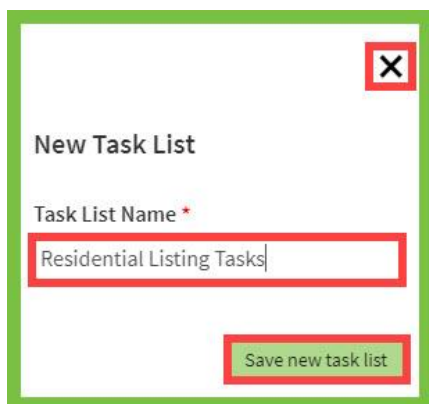 New Task List
Task List Name *
Residential Listing Tasks
Save new task list